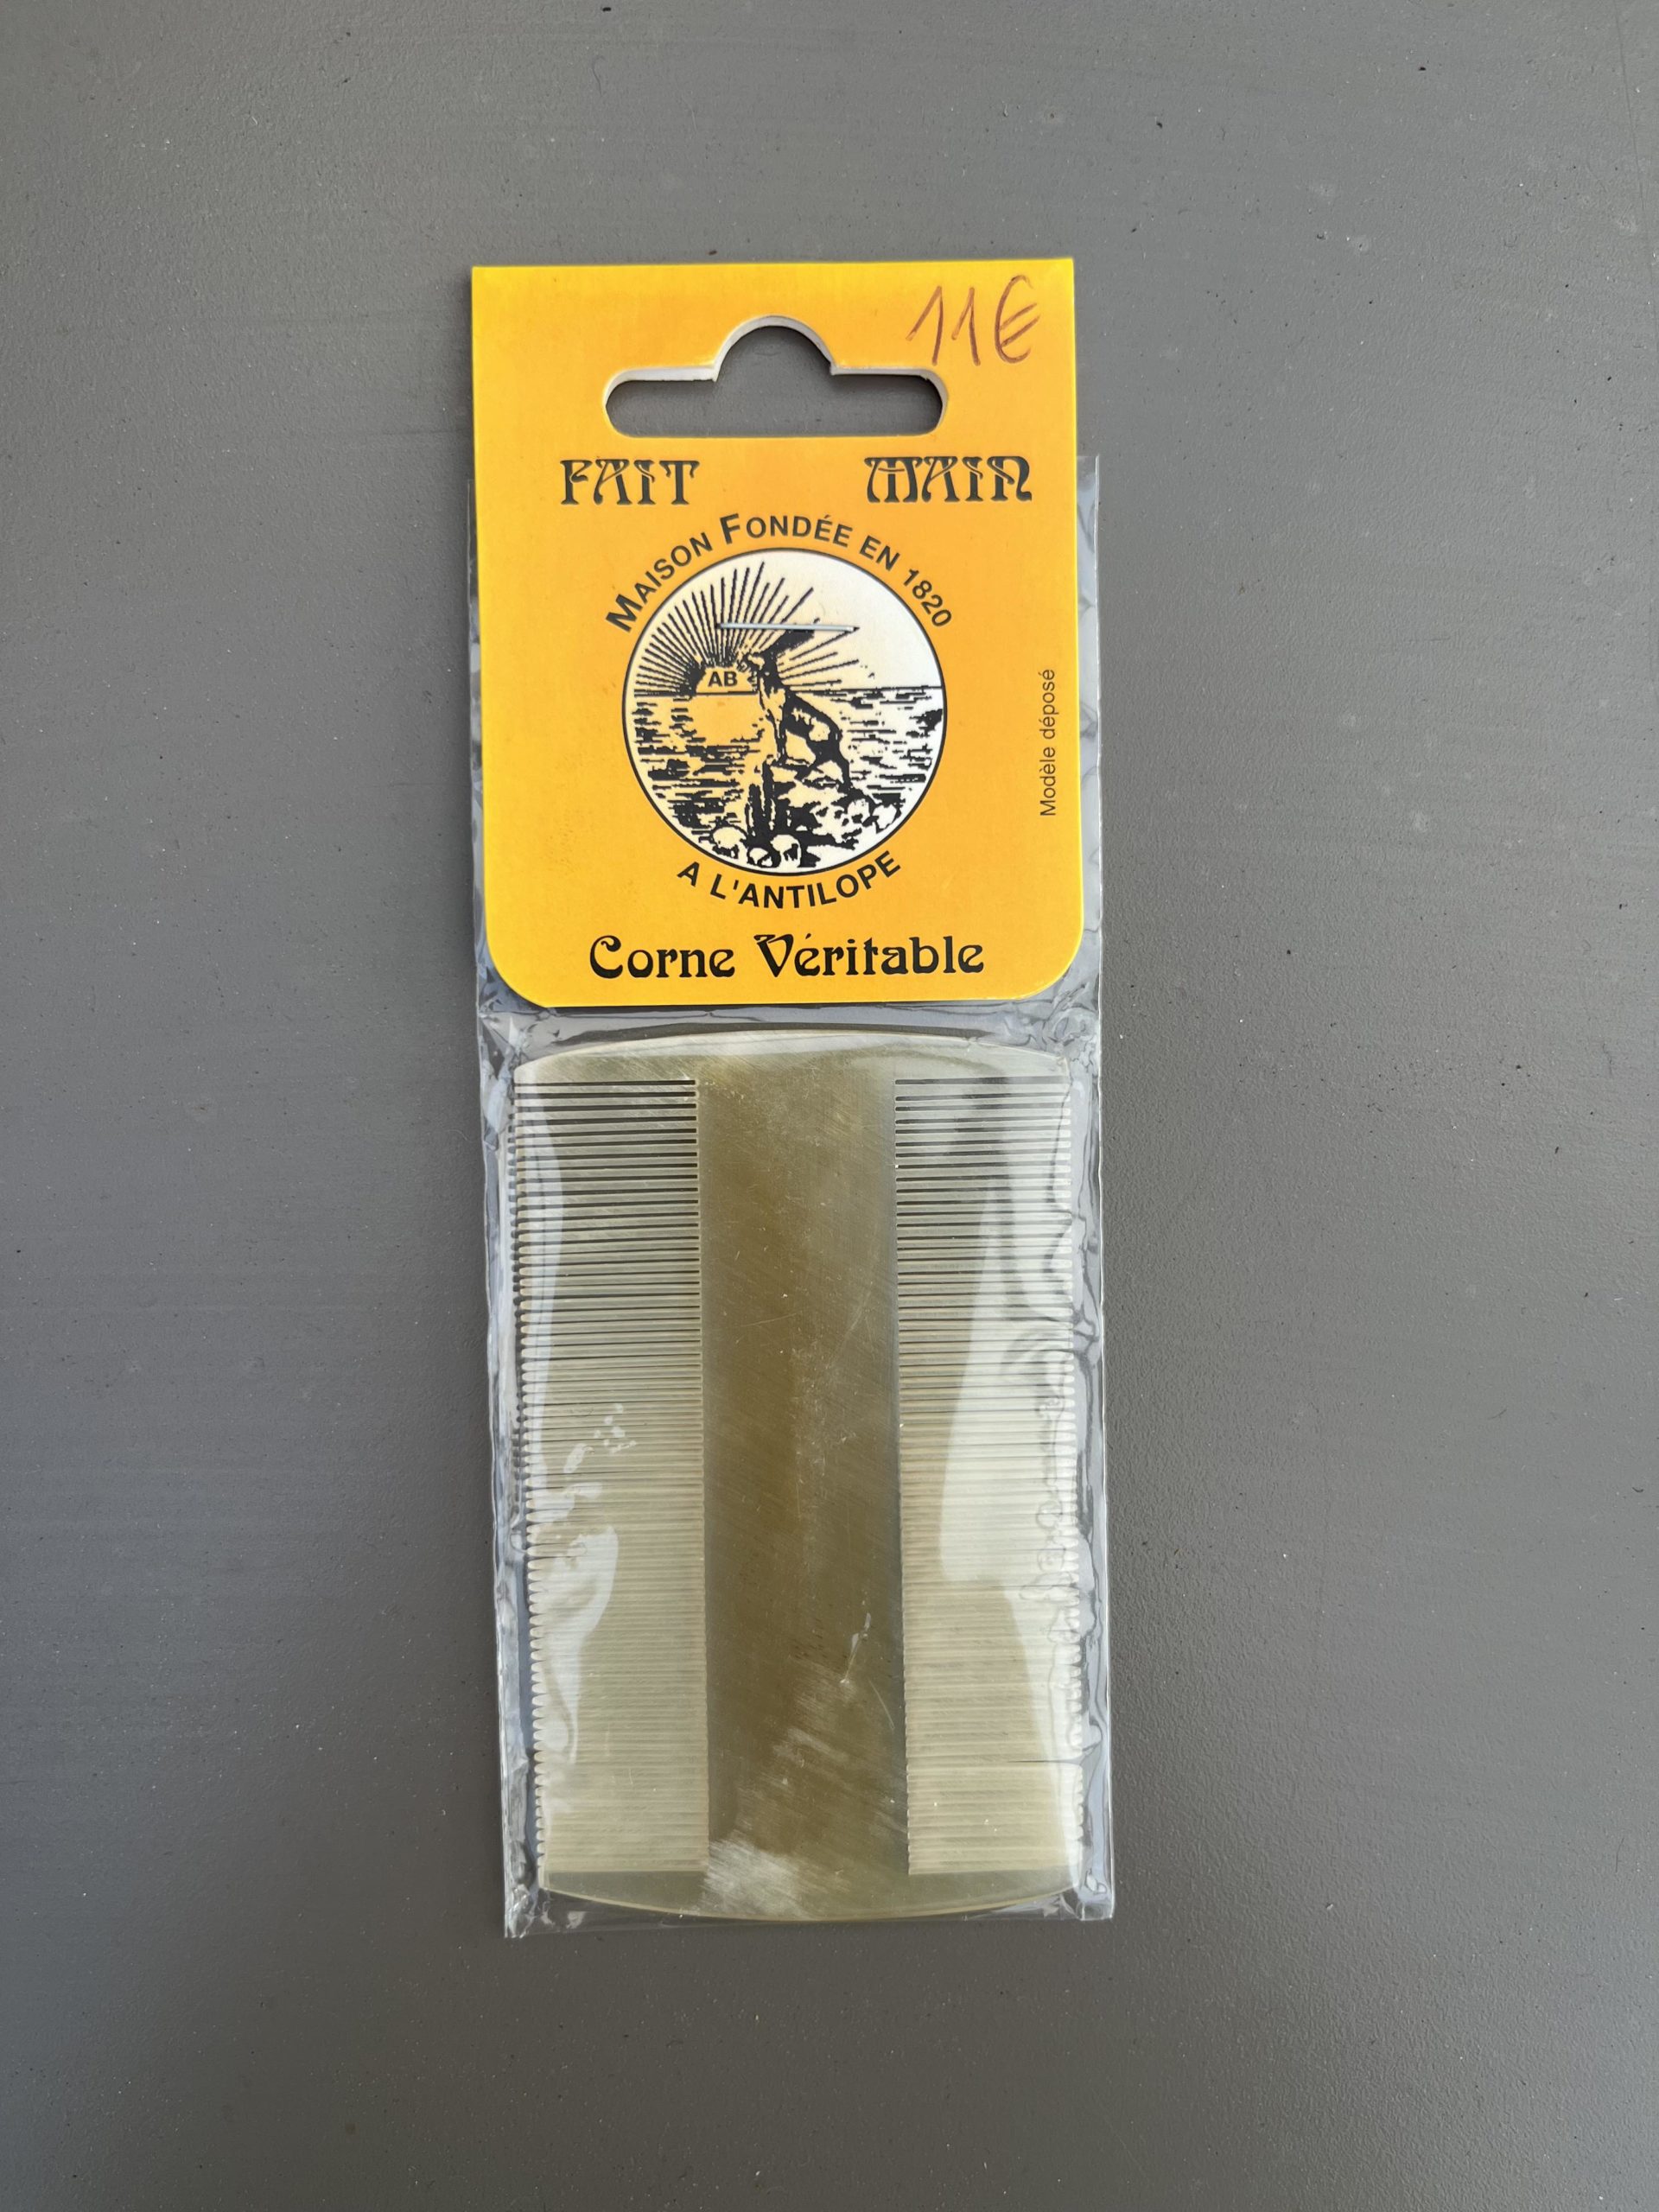 11€
FAIT MAIN
MAISON FONDÉE EN 1820
AB
Modèle déposé
A L'ANTILOPE
Corne Véritable